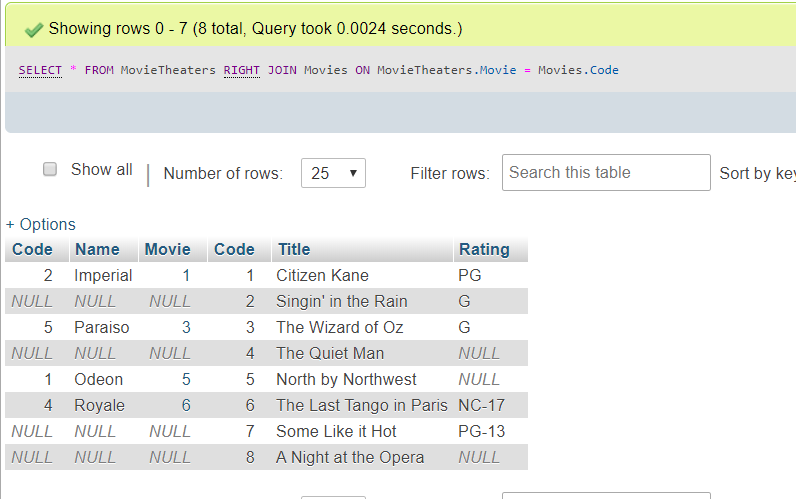 Showing rows 0 - 7 (8 total, Query took 0.0024 seconds.)
SELECT * FROM MovieTheaters RIGHT JOIN Movies ON MovieTheaters.Movie = Movies.Code
Show all | Number of rows: 25 Filter rows: Search this table Sort by key
+ Options
Code Name Movie Code Title Rating
2 Imperial 1 1 Citizen Kane PG
NULL NULL NULL 2 Singin' in the Rain G
5 Paraiso 3 3 The Wizard of Oz G
NULL NULL NULL 4 The Quiet Man NULL
1 Odeon 5 5 North by Northwest NULL
4 Royale 6 6 The Last Tango in Paris NC-17
NULL NULL NULL 7 Some Like it Hot PG-13
NULL NULL NULL 8 A Night at the Opera NULL